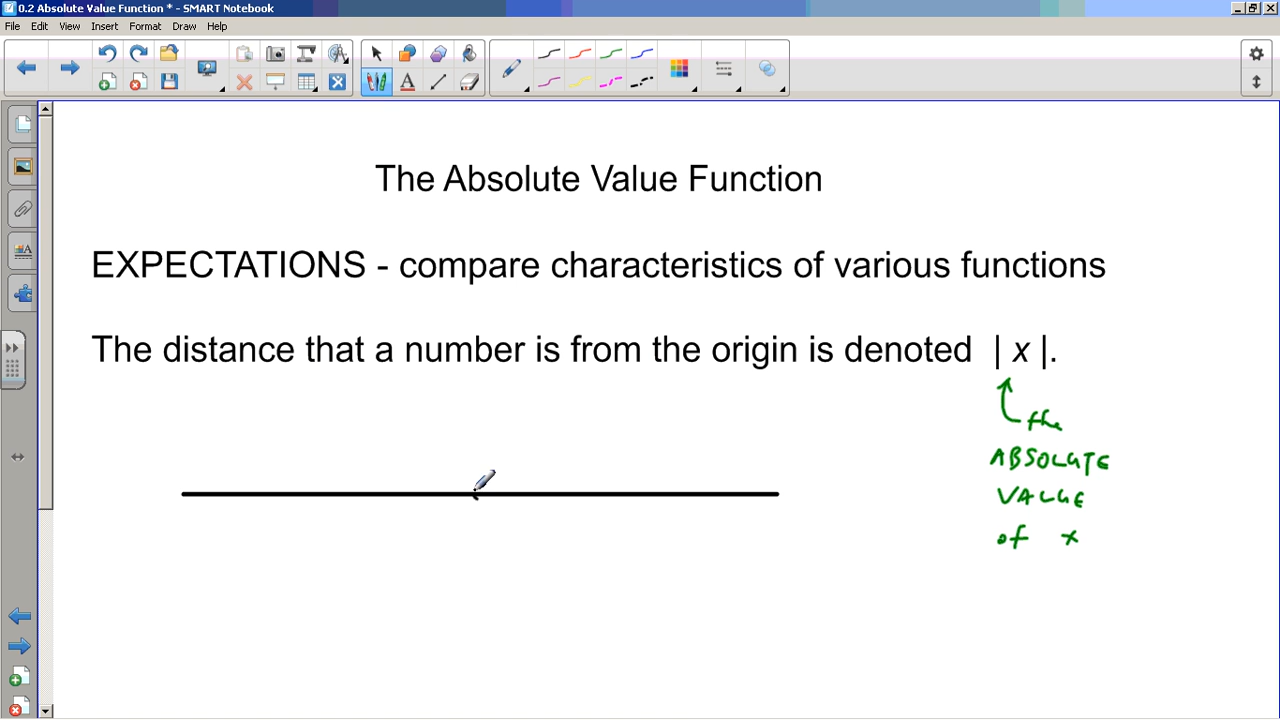 0.2 Absolute Value Function * - SMART Notebook
File Edit View Insert Format Draw Help
The Absolute Value Function
EXPECTATIONS - compare characteristics of various functions
The distance that a number is from the origin is denoted | x |.
the
ABSOLUTE
VALUE
of x